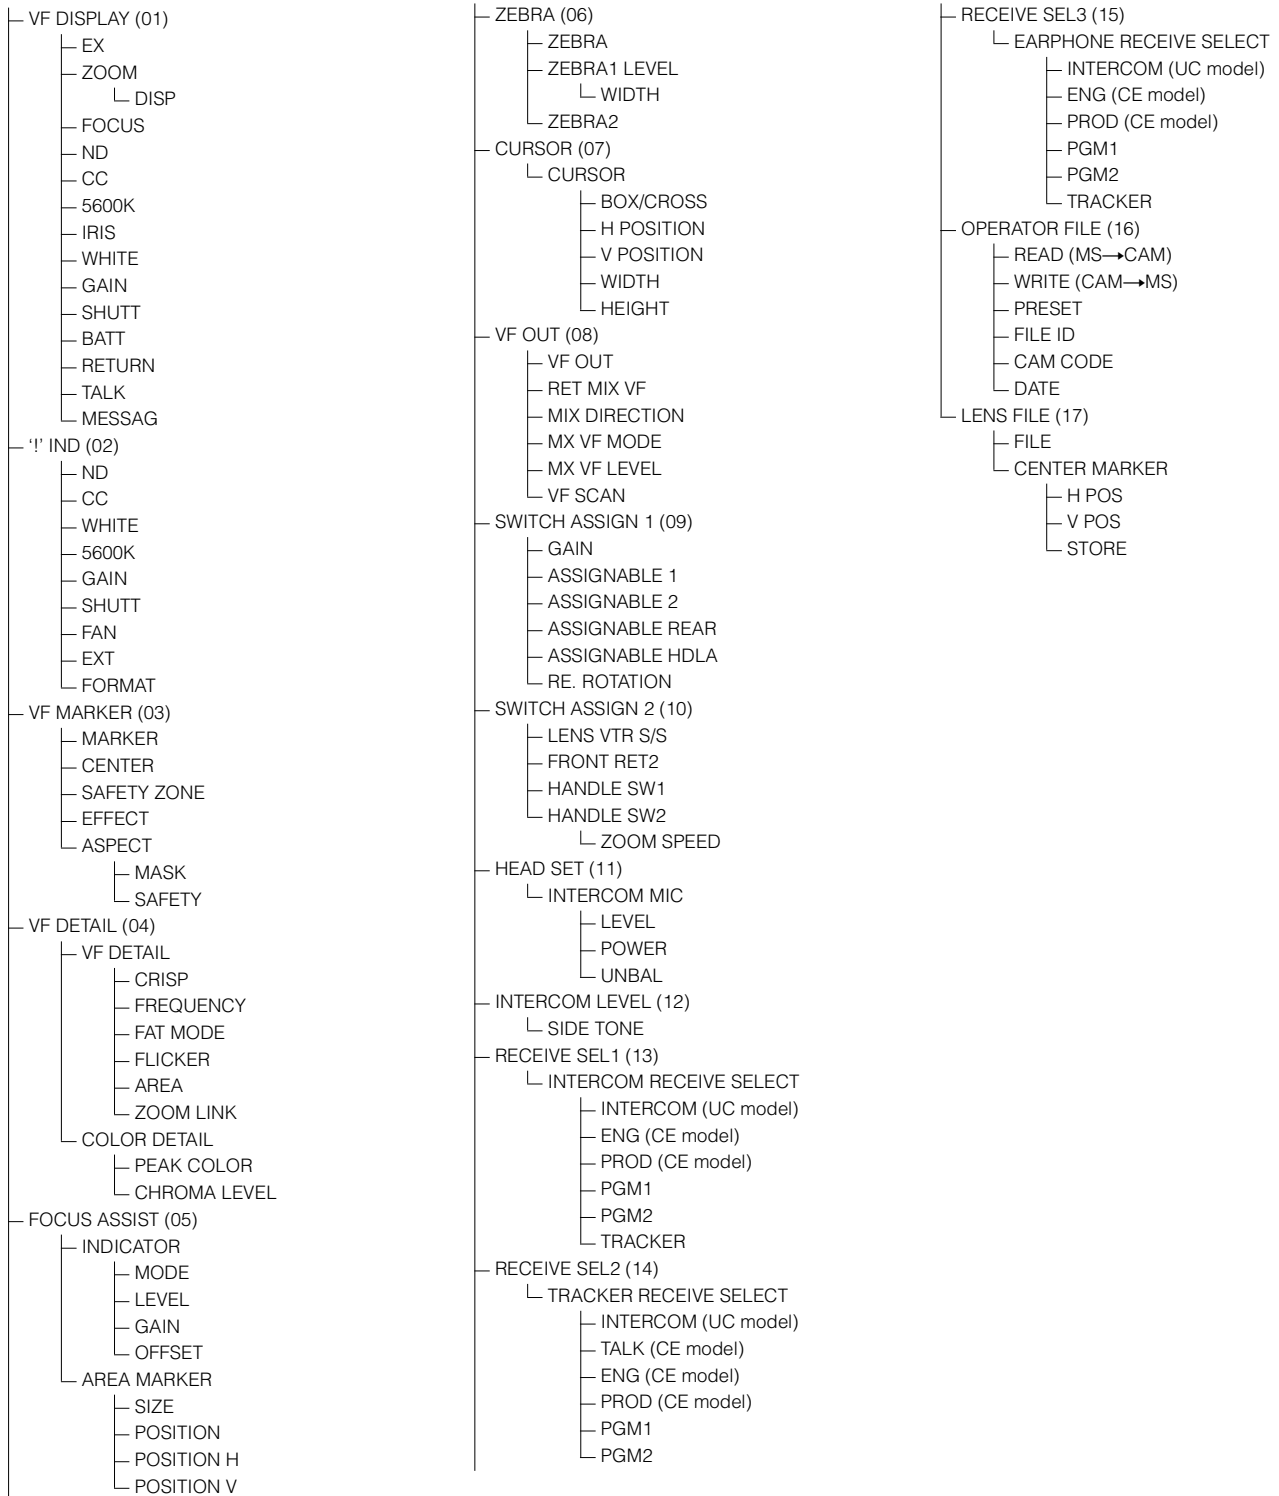 VF DISPLAY (01)
EX
ZOOM
DISP
FOCUS
ND
CC
5600K
IRIS
WHITE
GAIN
SHUTT
BATT
RETURN
TALK
MESSAG
‘!’ IND (02)
ND
CC
WHITE
5600K
GAIN
SHUTT
FAN
EXT
FORMAT
VF MARKER (03)
MARKER
CENTER
SAFETY ZONE
EFFECT
ASPECT
MASK
SAFETY
VF DETAIL (04)
VF DETAIL
CRISP
FREQUENCY
FAT MODE
FLICKER
AREA
ZOOM LINK
COLOR DETAIL
PEAK COLOR
CHROMA LEVEL
FOCUS ASSIST (05)
INDICATOR
MODE
LEVEL
GAIN
OFFSET
AREA MARKER
SIZE
POSITION
POSITION H
POSITION V
ZEBRA (06)
ZEBRA
ZEBRA1 LEVEL
WIDTH
ZEBRA2
CURSOR (07)
CURSOR
BOX/CROSS
H POSITION
V POSITION
WIDTH
HEIGHT
VF OUT (08)
VF OUT
RET MIX VF
MIX DIRECTION
MX VF MODE
MX VF LEVEL
VF SCAN
SWITCH ASSIGN 1 (09)
GAIN
ASSIGNABLE 1
ASSIGNABLE 2
ASSIGNABLE REAR
ASSIGNABLE HDLA
RE. ROTATION
SWITCH ASSIGN 2 (10)
LENS VTR S/S
FRONT RET2
HANDLE SW1
HANDLE SW2
ZOOM SPEED
HEAD SET (11)
INTERCOM MIC
LEVEL
POWER
UNBAL
INTERCOM LEVEL (12)
SIDE TONE
RECEIVE SEL1 (13)
INTERCOM RECEIVE SELECT
INTERCOM (UC model)
ENG (CE model)
PROD (CE model)
PGM1
PGM2
TRACKER
RECEIVE SEL2 (14)
TRACKER RECEIVE SELECT
INTERCOM (UC model)
TALK (CE model)
ENG (CE model)
PROD (CE model)
PGM1
PGM2
RECEIVE SEL3 (15)
EARPHONE RECEIVE SELECT
INTERCOM (UC model)
ENG (CE model)
PROD (CE model)
PGM1
PGM2
TRACKER
OPERATOR FILE (16)
READ (MS→CAM)
WRITE (CAM→MS)
PRESET
FILE ID
CAM CODE
DATE
LENS FILE (17)
FILE
CENTER MARKER
H POS
V POS
STORE